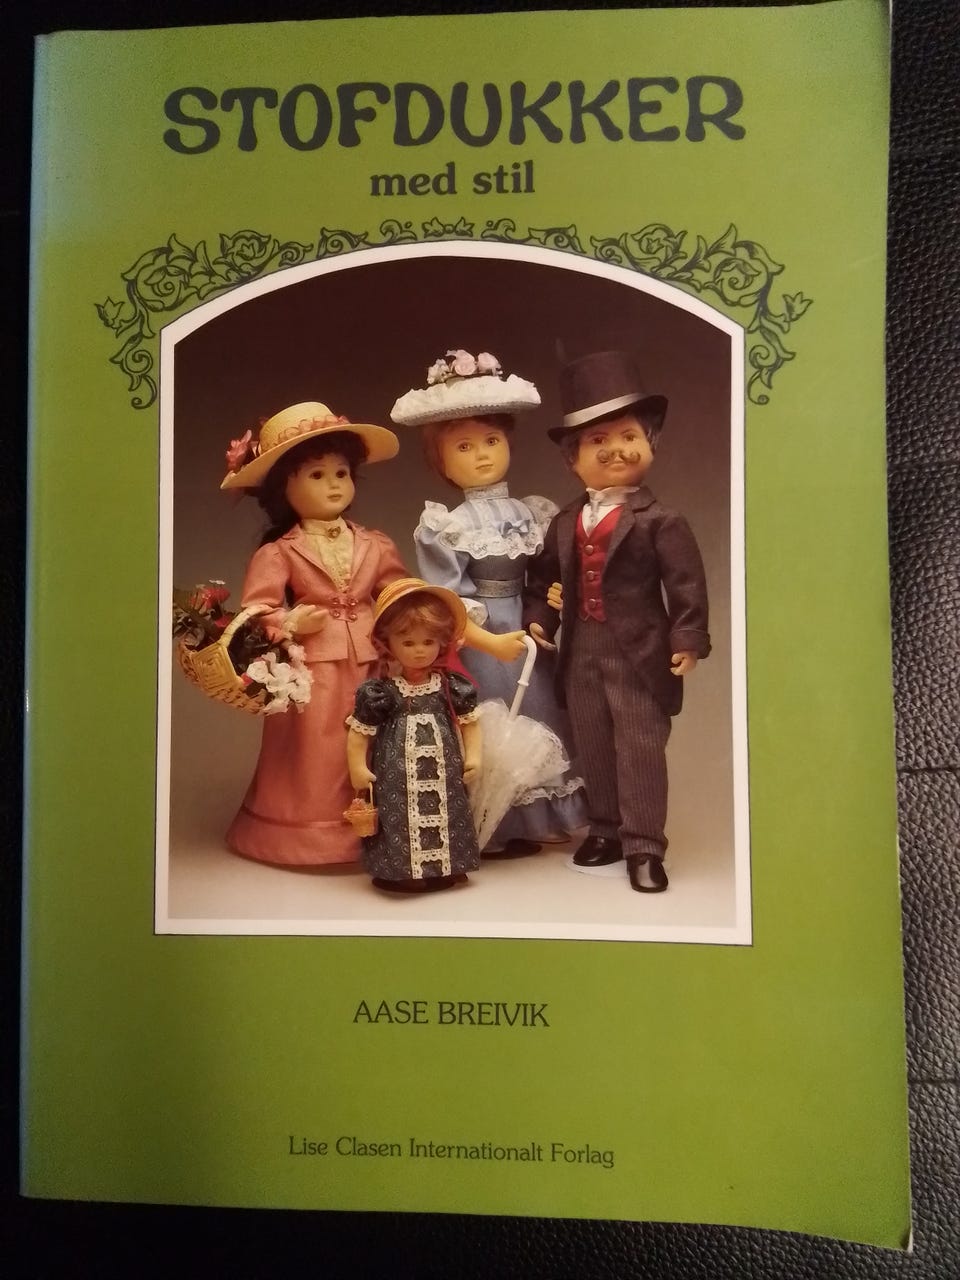 STOFDUKKER
med stil
AASE BREIVIK
Lise Clasen Internationalt Forlag